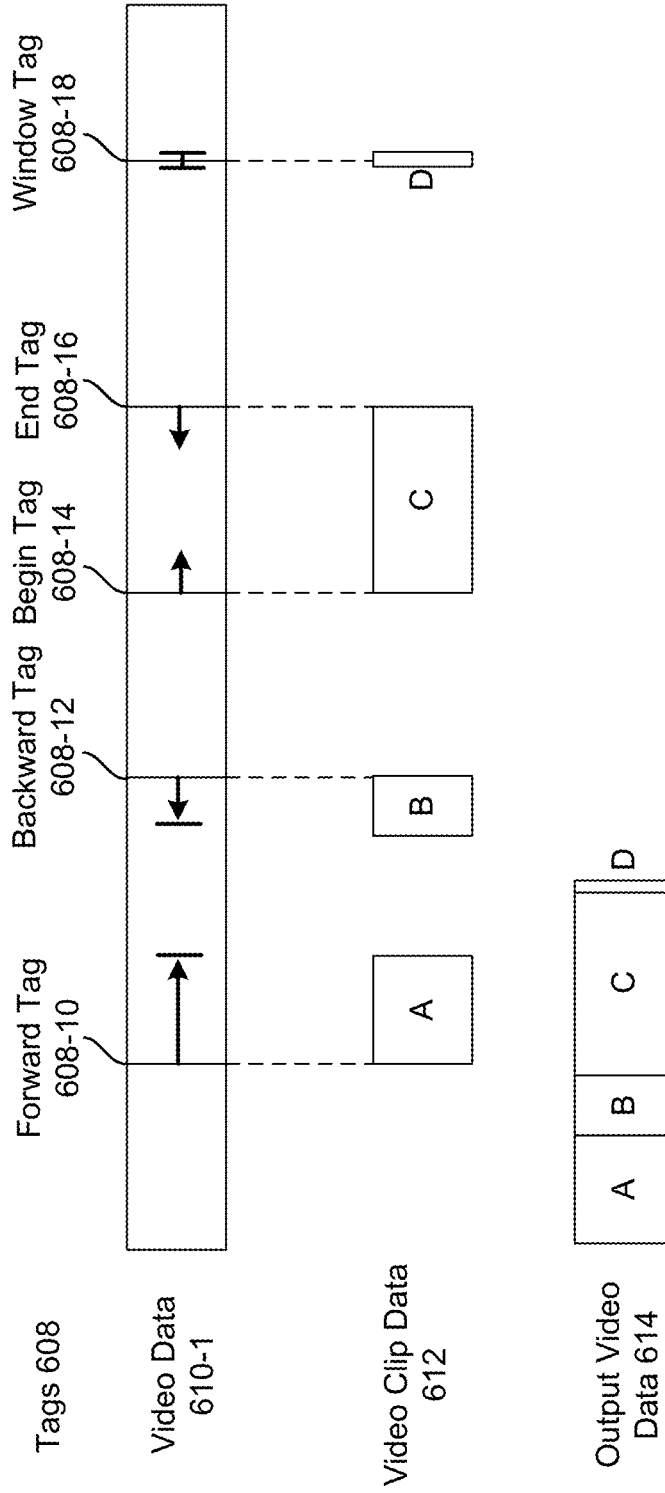 Tags 608
Forward Tag
608-10
Backward Tag
608-12
Begin Tag
608-14
End Tag
608-16
Window Tag
608-18
Video Data
610-1
Video Clip Data
612
A
B
C
D
Output Video
Data 614
A
B
C
D